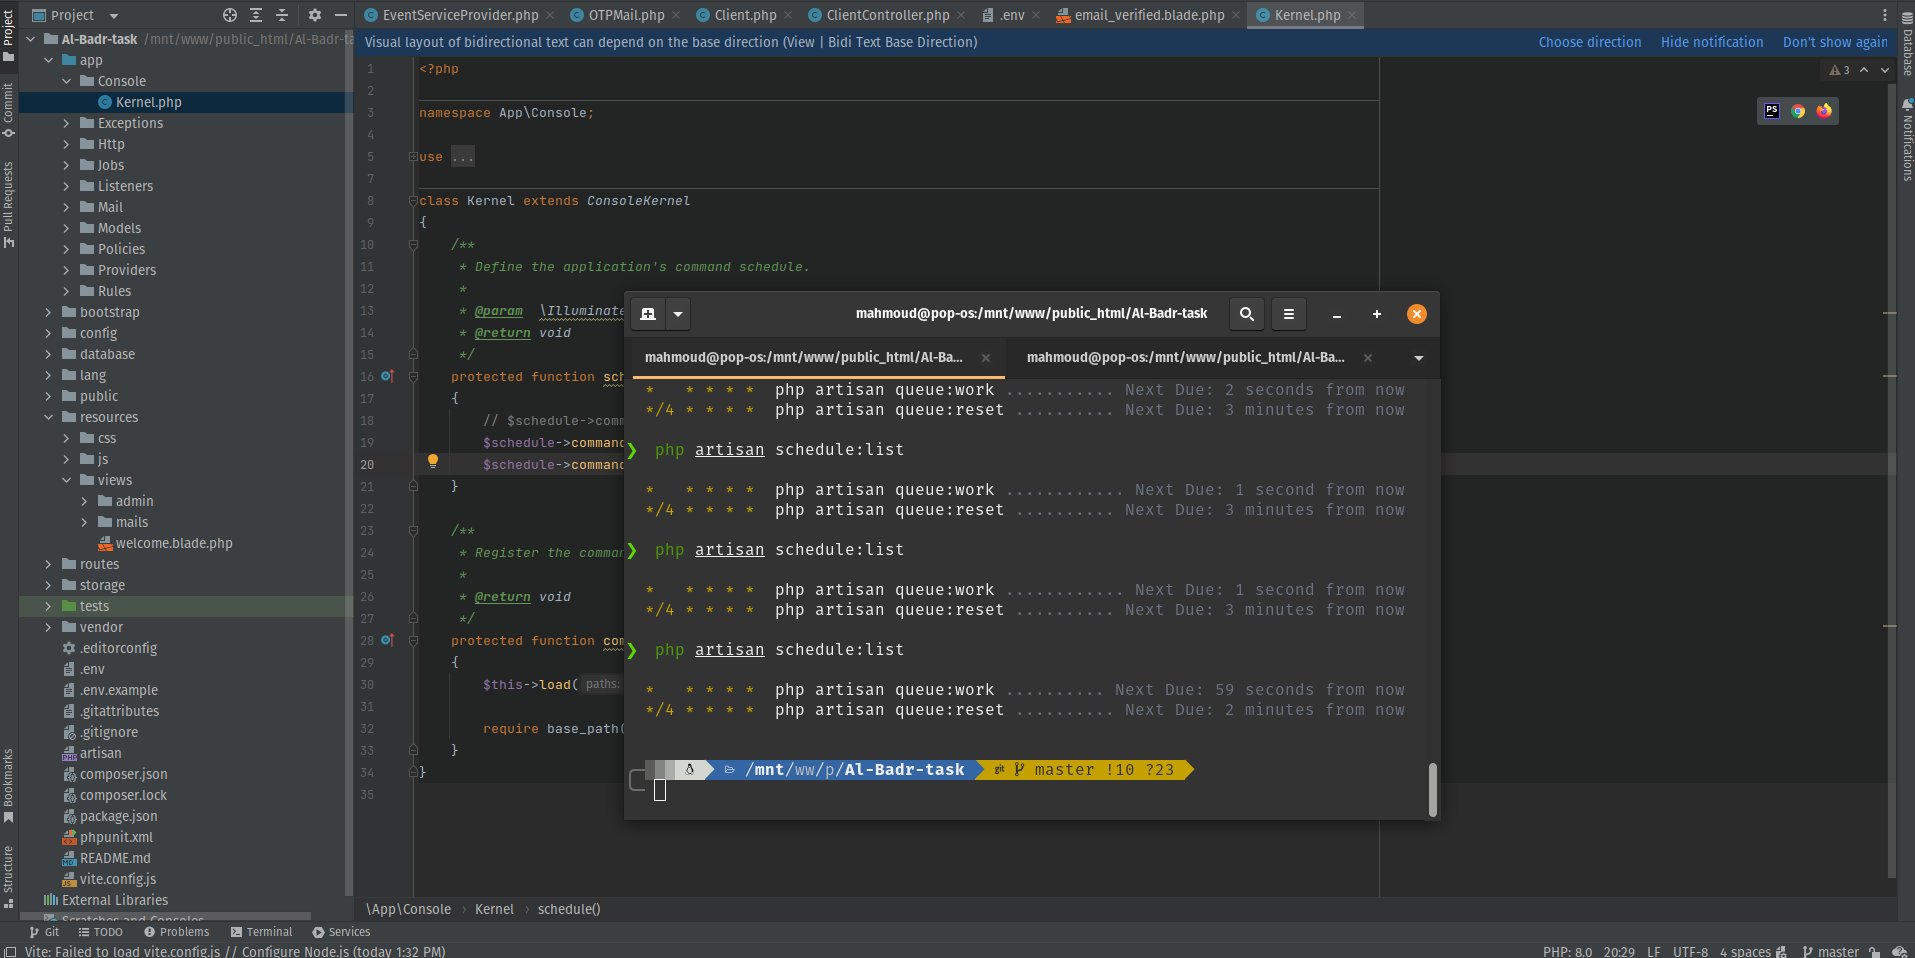 Project
EventServiceProvider.php
OTPMail.php
Client.php
ClientController.php
.env
email_verified.blade.php
Kernel.php
Visual layout of bidirectional text can depend on the base direction (View | Bidi Text Base Direction)
Choose direction
Hide notification
Don't show again
Project
Commit
Pull Requests
Bookmarks
Structure
Database
Notifications
Al-Badr-task /mnt/www/public_html/Al-Badr-ta
app
Console
Kernel.php
Exceptions
Http
Jobs
Listeners
Mail
Models
Policies
Providers
Rules
bootstrap
config
database
lang
public
resources
css
js
views
admin
mails
welcome.blade.php
routes
storage
tests
vendor
.editorconfig
.env
.env.example
.gitattributes
.gitignore
artisan
composer.json
composer.lock
package.json
phpunit.xml
README.md
vite.config.js
External Libraries
Scratches and Consoles
3
PS
1 <?php
2
3 namespace App\Console;
4
5 use ...
7
8 class Kernel extends ConsoleKernel
9 {
10 /**
11 * Define the application's command schedule.
12 *
13 * @param \Illuminate
14 * @return void
15 */
16 protected function sch
17 {
18 // $schedule->comm
19 $schedule->command
20 $schedule->command
21 }
22
23 /**
24 * Register the comman
25 *
26 * @return void
27 */
28 protected function com
29 {
30 $this->load( paths:
31
32 require base_path(
33 }
34 }
35
mahmoud@pop-os:/mnt/www/public_html/Al-Badr-task
mahmoud@pop-os:/mnt/www/public_html/Al-Ba...
mahmoud@pop-os:/mnt/www/public_html/Al-Ba...
* * * * * php artisan queue:work ........... Next Due: 2 seconds from now
*/4 * * * * php artisan queue:reset .......... Next Due: 3 minutes from now
❯ php artisan schedule:list
* * * * * php artisan queue:work ............ Next Due: 1 second from now
*/4 * * * * php artisan queue:reset .......... Next Due: 3 minutes from now
❯ php artisan schedule:list
* * * * * php artisan queue:work ............ Next Due: 1 second from now
*/4 * * * * php artisan queue:reset .......... Next Due: 3 minutes from now
❯ php artisan schedule:list
* * * * * php artisan queue:work .......... Next Due: 59 seconds from now
*/4 * * * * php artisan queue:reset .......... Next Due: 2 minutes from now
/mnt/ww/p/Al-Badr-task git master !10 ?23
\App\Console › Kernel › schedule()
Git
TODO
Problems
Terminal
Services
Vite: Failed to load vite.config.js // Configure Node.js (today 1:32 PM)
PHP: 8.0
20:29
LF
UTF-8
4 spaces
master